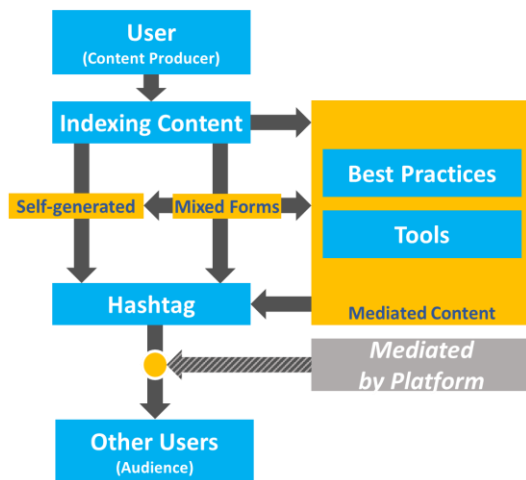 User
(Content Producer)
Indexing Content
Best Practices
Self-generated
Mixed Forms
Tools
Hashtag
Mediated Content
Mediated
by Platform
Other Users
(Audience)